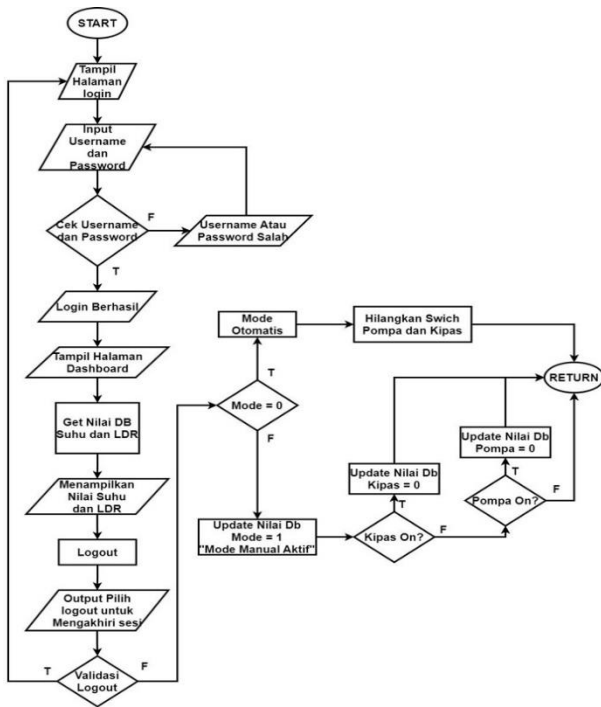 START
Tampil
Halaman
login
Input
Username
dan
Password
Cek Username
dan Password
F
Username Atau
Password Salah
T
Login Berhasil
Tampil Halaman
Dashboard
Get Nilai DB
Suhu dan LDR
Menampilkan
Nilai Suhu
dan LDR
Logout
Output Pilih
logout untuk
Mengakhiri sesi
Validasi
Logout
T
F
Mode = 0
T
Mode
Otomatis
Hilangkan Swich
Pompa dan Kipas
RETURN
F
Update Nilai Db
Mode = 1
"Mode Manual Aktif"
Kipas On?
T
Update Nilai Db
Kipas = 0
F
Pompa On?
T
Update Nilai Db
Pompa = 0
F